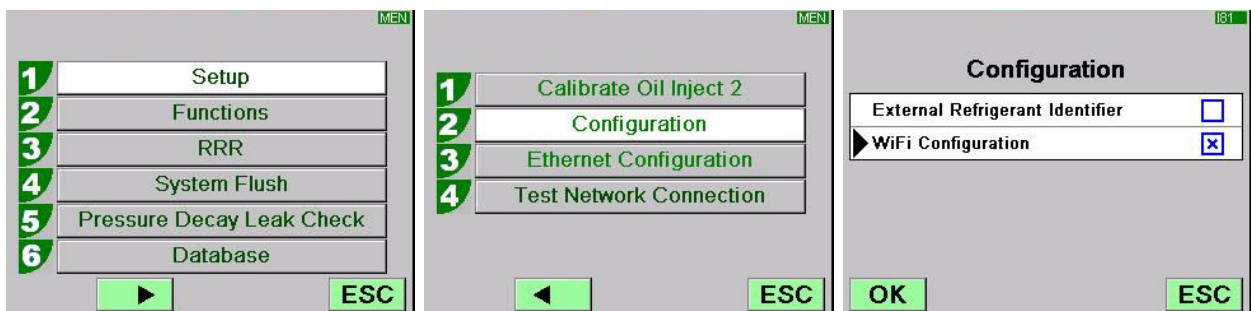 MEN
1 Setup
2 Functions
3 RRR
4 System Flush
5 Pressure Decay Leak Check
6 Database
ESC
MEN
1 Calibrate Oil Inject 2
2 Configuration
3 Ethernet Configuration
4 Test Network Connection
ESC
I81
Configuration
External Refrigerant Identifier
WiFi Configuration
OK ESC